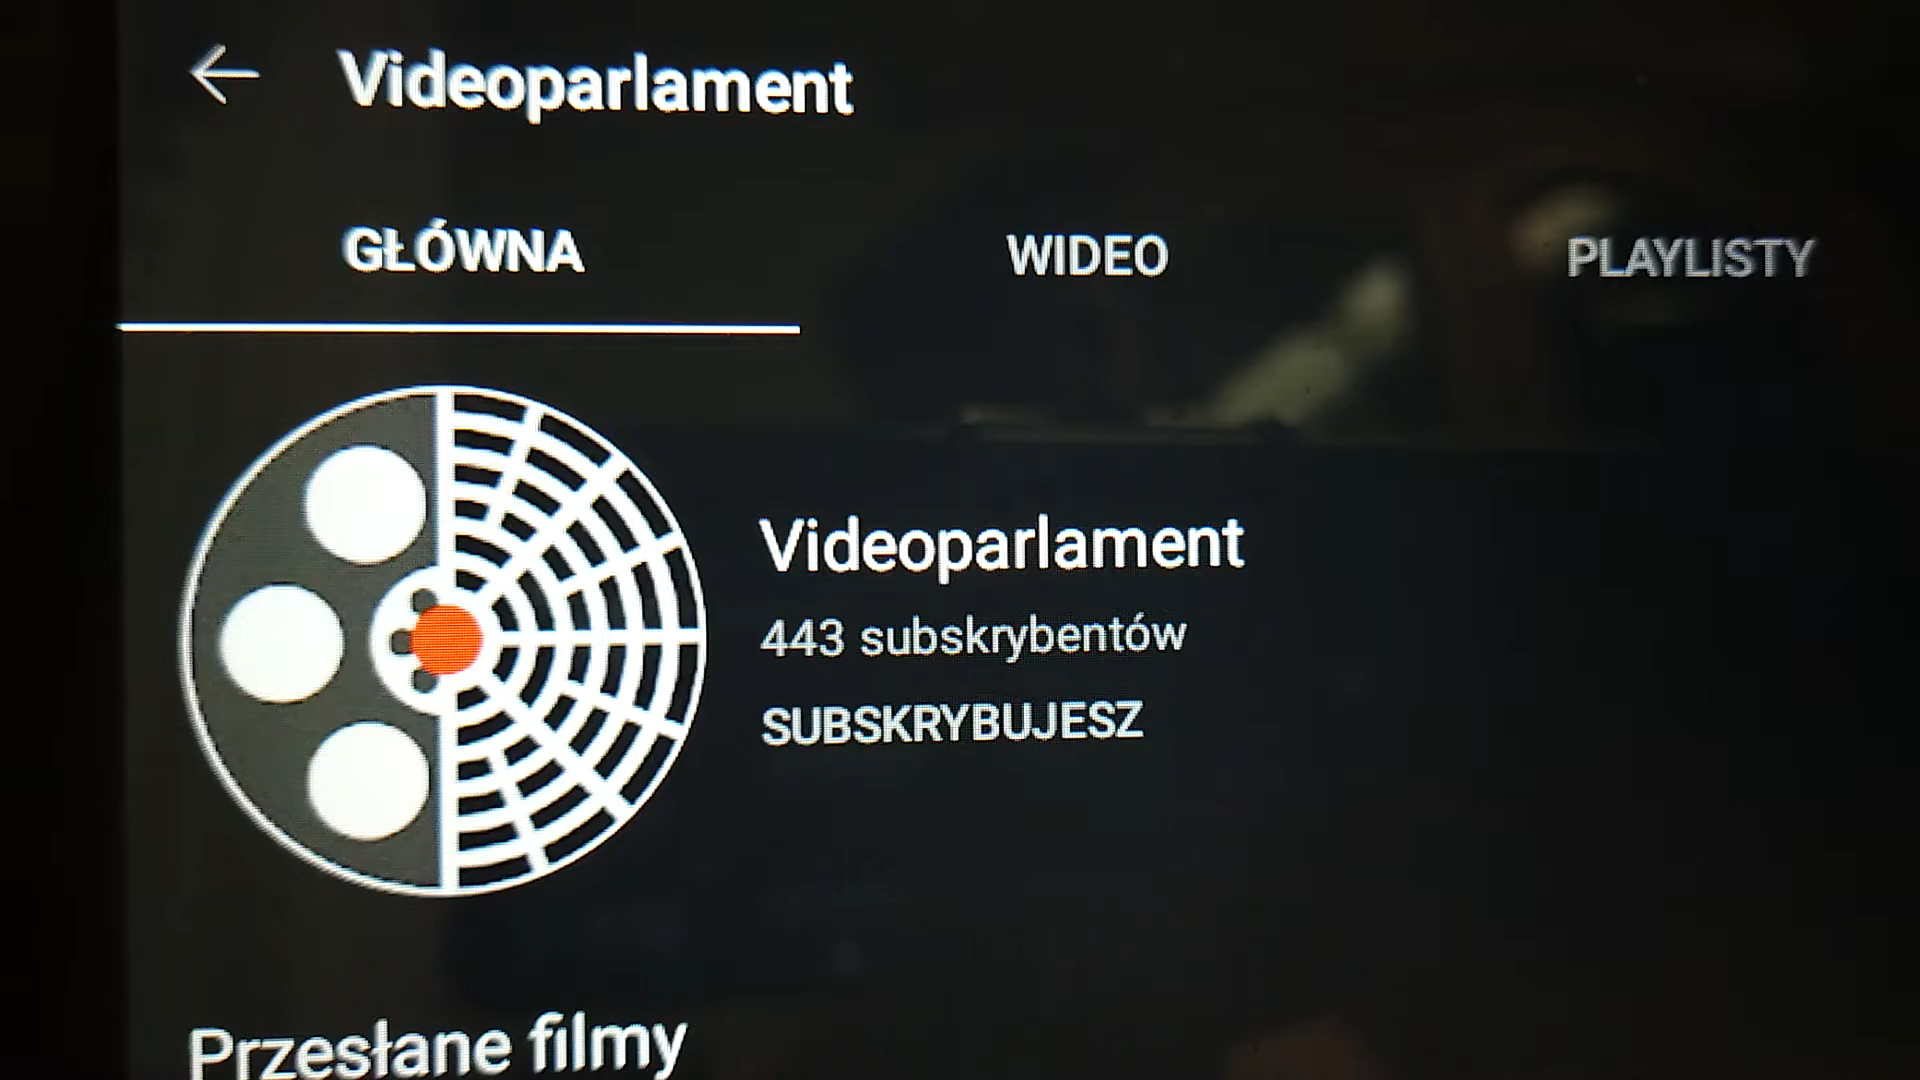 Videoparlament
GŁÓWNA WIDEO PLAYLISTY
Videoparlament
443 subskrybentów
SUBSKRYBUJESZ
Przesłane filmy